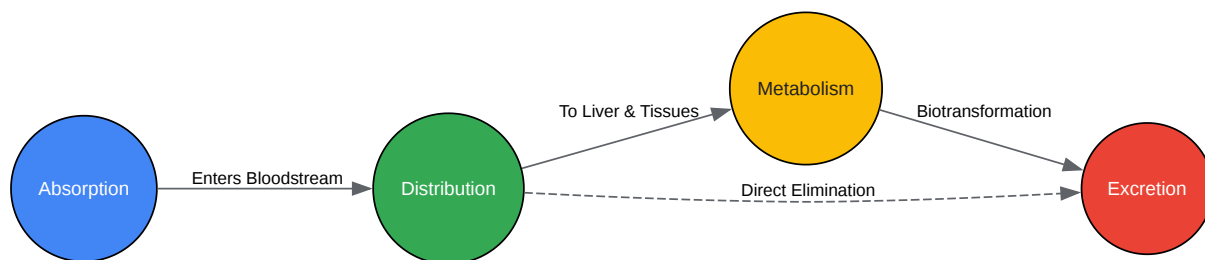 Absorption
Enters Bloodstream
Distribution
To Liver & Tissues
Metabolism
Biotransformation
Direct Elimination
Excretion